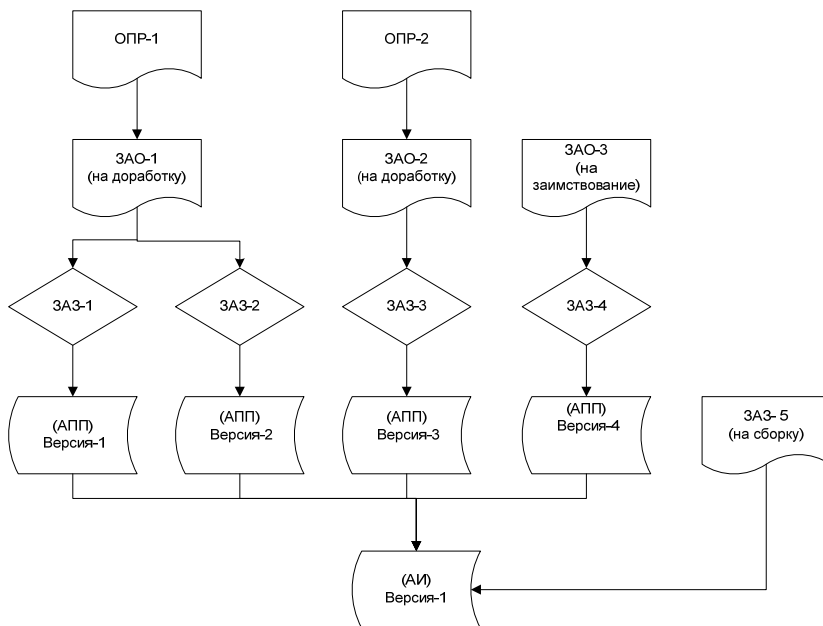 ОПР-1
ОПР-2
ЗАО-1
(на доработку)
ЗАО-2
(на доработку)
ЗАО-3
(на
заимствование)
ЗАЗ-1
ЗАЗ-2
ЗАЗ-3
ЗАЗ-4
(АПП)
Версия-1
(АПП)
Версия-2
(АПП)
Версия-3
(АПП)
Версия-4
ЗАЗ- 5
(на сборку)
(АИ)
Версия-1